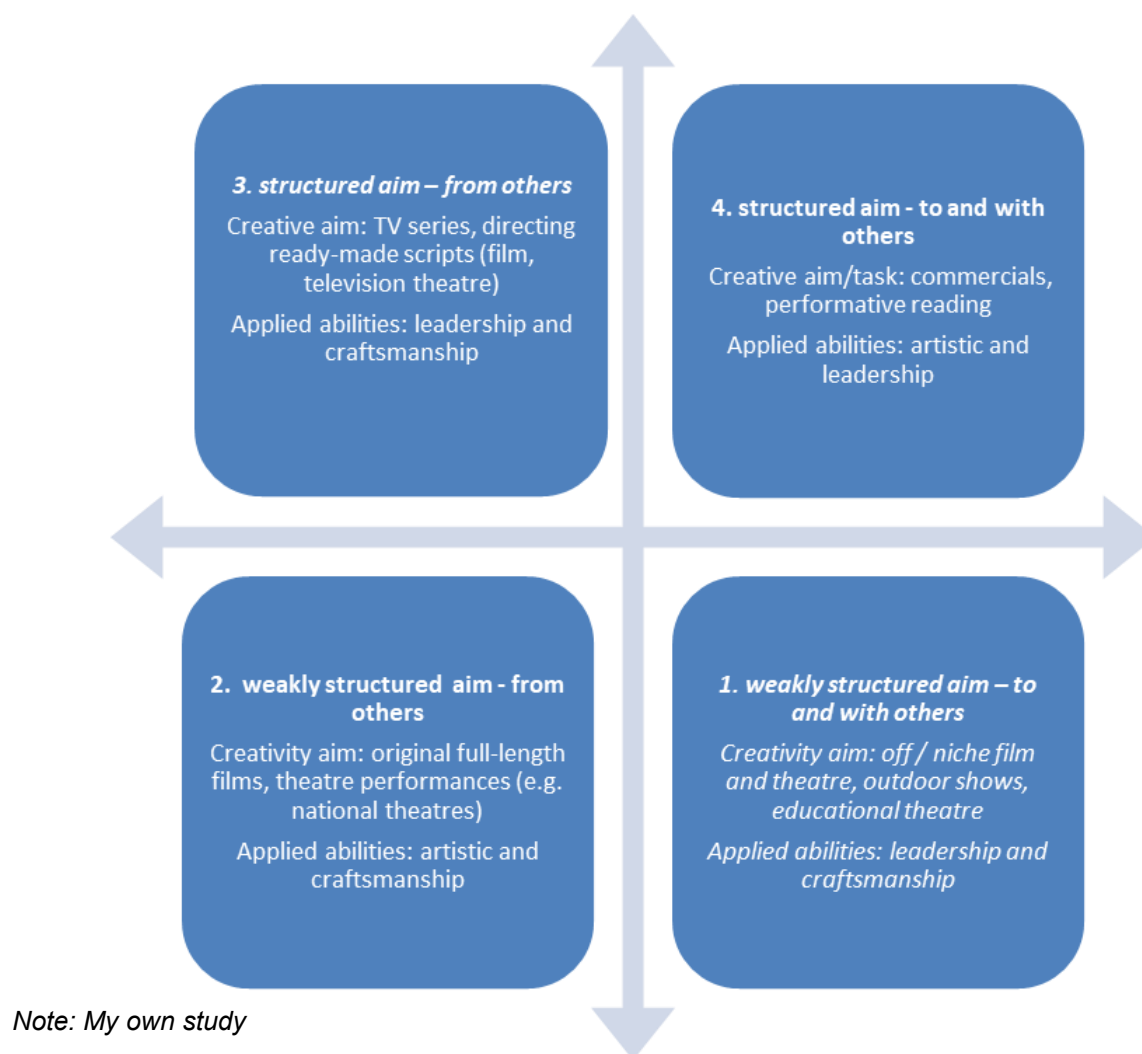 3. structured aim – from others
Creative aim: TV series, directing
ready-made scripts (film,
television theatre)
Applied abilities: leadership and
craftsmanship
4. structured aim - to and with
others
Creative aim/task: commercials,
performative reading
Applied abilities: artistic and
leadership
2. weakly structured aim - from
others
Creativity aim: original full-length
films, theatre performances (e.g.
national theatres)
Applied abilities: artistic and
craftsmanship
1. weakly structured aim – to
and with others
Creativity aim: off / niche film
and theatre, outdoor shows,
educational theatre
Applied abilities: leadership and
craftsmanship
Note: My own study